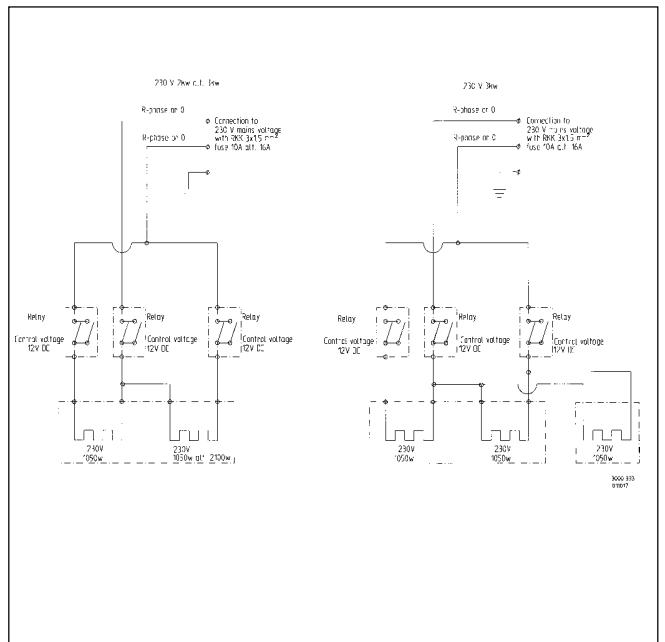 230 V 2kw alt. 3kw
R-phase or 0
R-phase or 0
Connection to
230 V mains voltage
with RKK 3x1,5 mm²
fuse 10A alt. 16A
Relay
Control voltage
12V DC
Relay
Control voltage
12V DC
Relay
Control voltage
12V DC
230V
1050w
230V
1050w alt. 2100w
230 V 3kw
R-phase or 0
R-phase or 0
Connection to
230 V mains voltage
with RKK 3x1,5 mm²
fuse 10A alt. 16A
Relay
Control voltage
12V DC
Relay
Control voltage
12V DC
Relay
Control voltage
12V DC
230V
1050w
230V
1050w
230V
1050w
3000 993